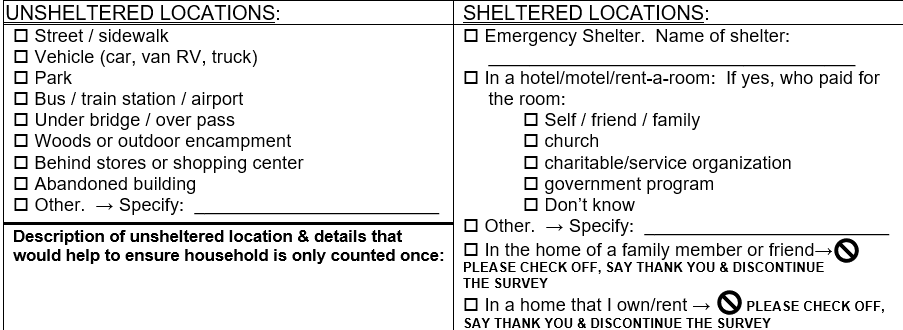 UNSHELTERED LOCATIONS:
☐ Street / sidewalk
☐ Vehicle (car, van RV, truck)
☐ Park
☐ Bus / train station / airport
☐ Under bridge / over pass
☐ Woods or outdoor encampment
☐ Behind stores or shopping center
☐ Abandoned building
☐ Other. → Specify: ____________________
Description of unsheltered location & details that
would help to ensure household is only counted once:
SHELTERED LOCATIONS:
☐ Emergency Shelter. Name of shelter:
____________________
☐ In a hotel/motel/rent-a-room: If yes, who paid for
the room:
☐ Self / friend / family
☐ church
☐ charitable/service organization
☐ government program
☐ Don't know
☐ Other. → Specify: ____________________
☐ In the home of a family member or friend→
PLEASE CHECK OFF, SAY THANK YOU & DISCONTINUE
THE SURVEY
☐ In a home that I own/rent → PLEASE CHECK OFF,
SAY THANK YOU & DISCONTINUE THE SURVEY